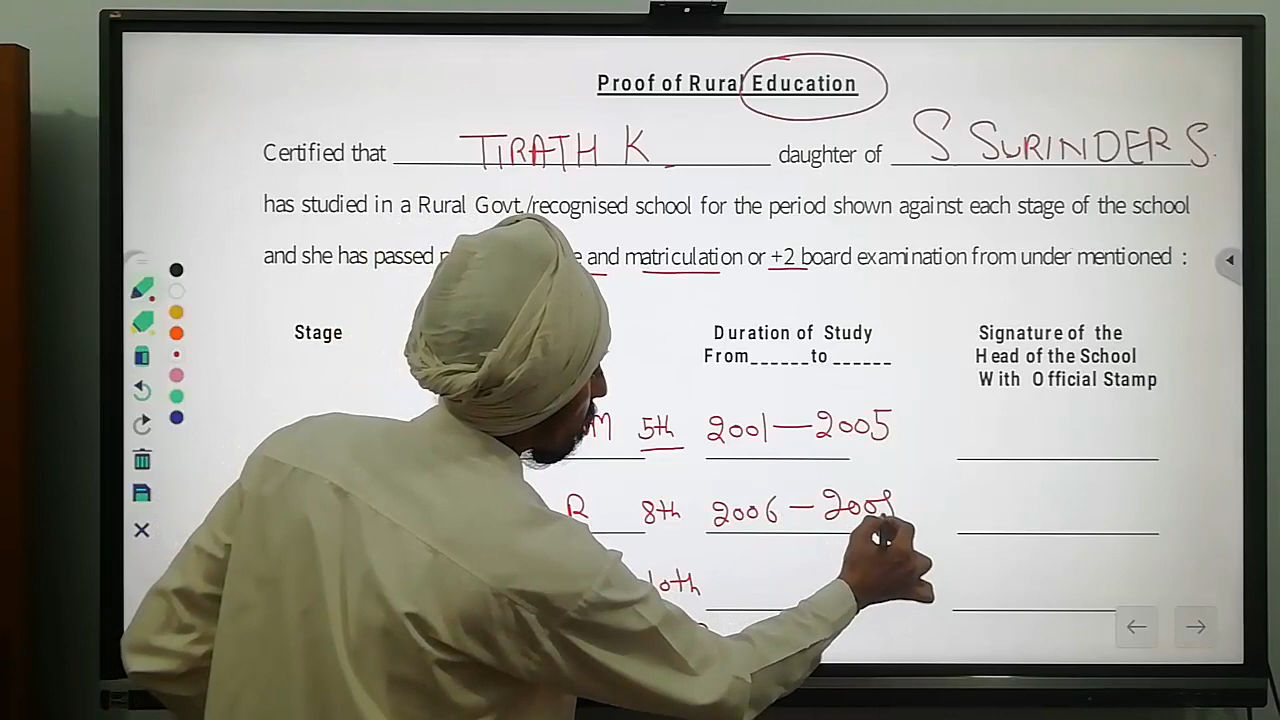 Proof of Rural Education
Certified that TIRATH K daughter of S SURINDER S.
has studied in a Rural Govt./recognised school for the period shown against each stage of the school
and she has passed and matriculation or +2 board examination from under mentioned :
Stage
Duration of Study
From______to ______
Signature of the
Head of the School
With Official Stamp
M 5th 2001—2005
R 8th 2006 —
10th